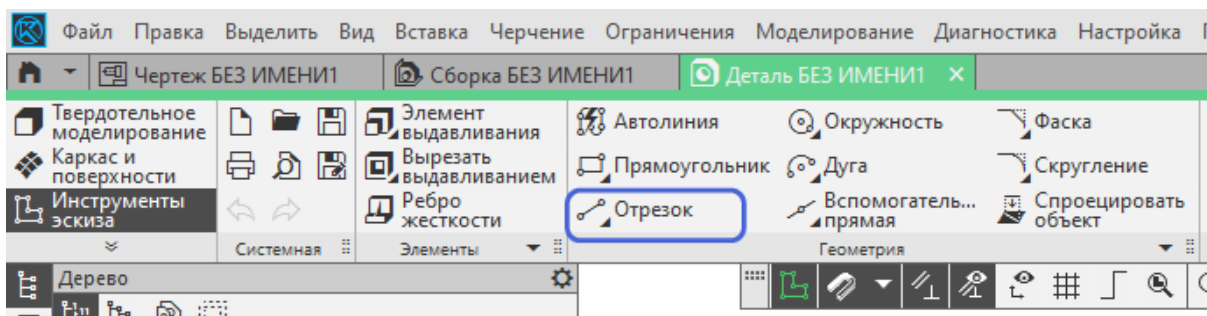 Файл Правка Выделить Вид Вставка Черчение Ограничения Моделирование Диагностика Настройка
Чертеж БЕЗ ИМЕНИ1 Сборка БЕЗ ИМЕНИ1 Деталь БЕЗ ИМЕНИ1
Твердотельное моделирование
Каркас и поверхности
Инструменты эскиза
Системная
Элемент выдавливания
Вырезать выдавливанием
Ребро жесткости
Элементы
Автолиния Окружность Фаска
Прямоугольник Дуга Скругление
Отрезок Вспомогатель... прямая Спроецировать объект
Геометрия
Дерево